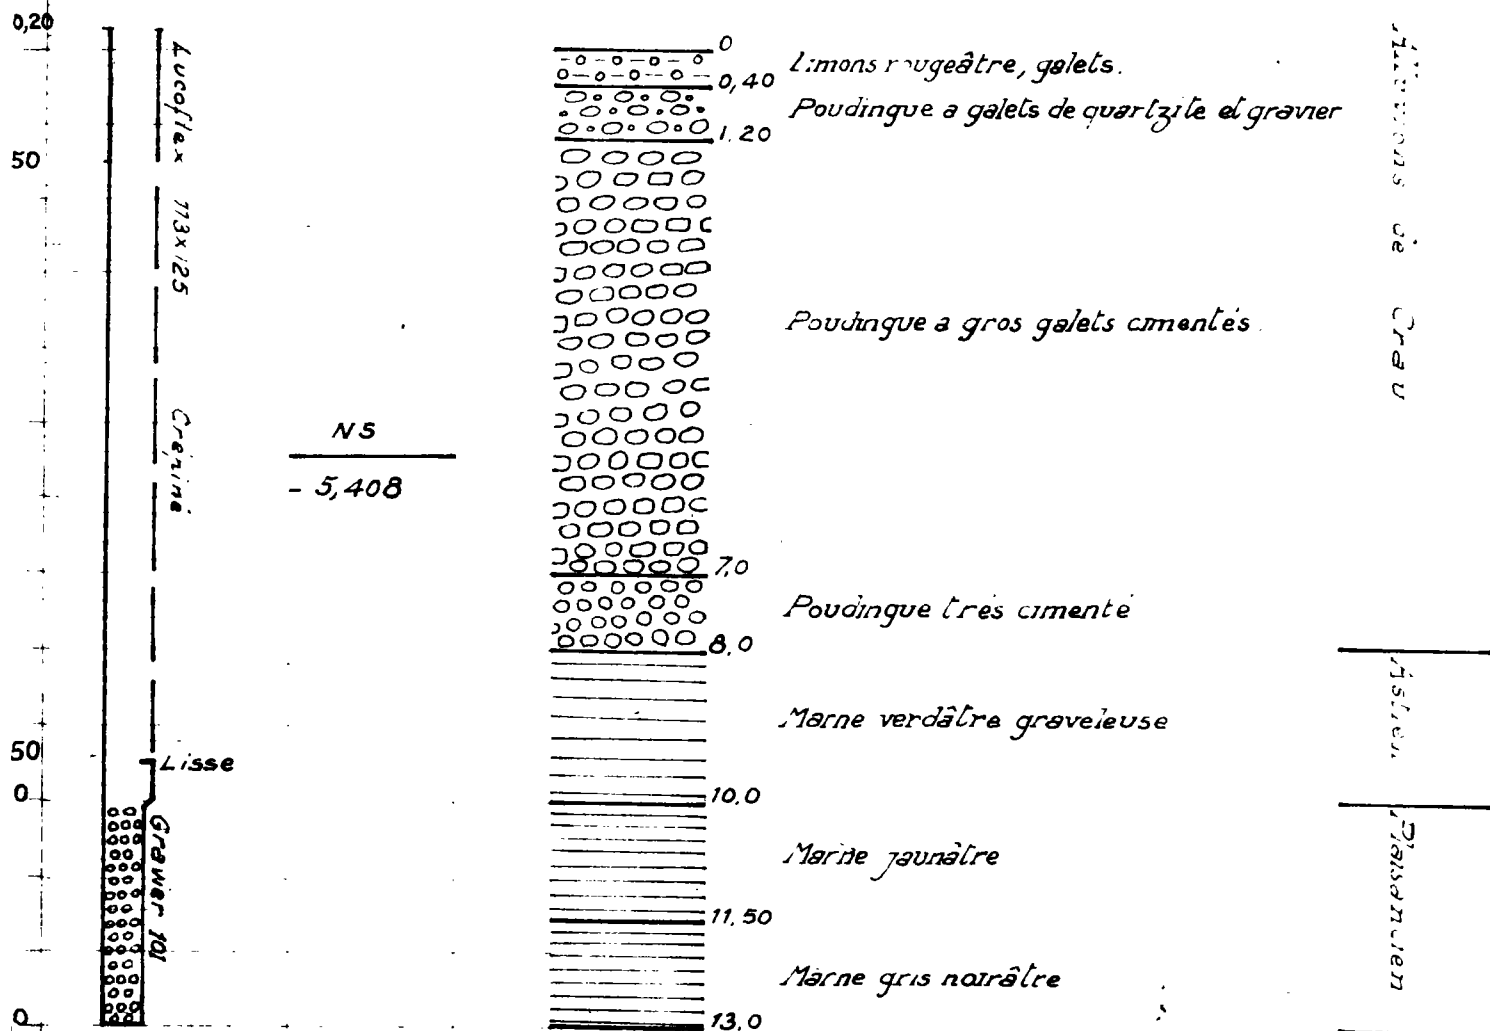 0,20
50
50
0
0
Lucoflex 113x125 Crépiné
Lisse
Gravier 101
NS
- 5,408
0
Limons rougeâtre, galets.
0,40
Poudingue a galets de quartzite et gravier
1.20
Poudingue a gros galets cimentés.
7,0
Poudingue très cimenté
8,0
Marne verdâtre graveleuse
10,0
Marne jaunâtre
11,50
Marne gris noirâtre
13,0
Alluvions de Crau
Astien
Plaisancien